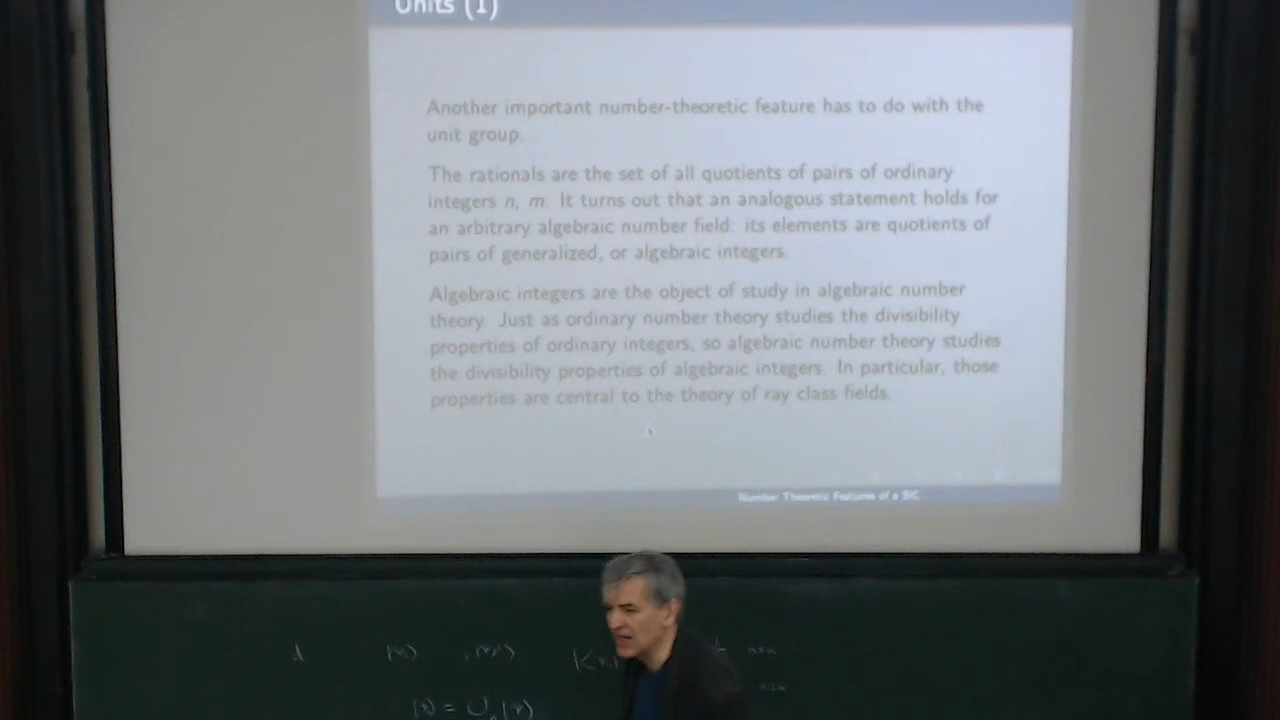 Units (1)
Another important number-theoretic feature has to do with the
unit group.
The rationals are the set of all quotients of pairs of ordinary
integers n, m. It turns out that an analogous statement holds for
an arbitrary algebraic number field: its elements are quotients of
pairs of generalized, or algebraic integers.
Algebraic integers are the object of study in algebraic number
theory. Just as ordinary number theory studies the divisibility
properties of ordinary integers, so algebraic number theory studies
the divisibility properties of algebraic integers. In particular, those
properties are central to the theory of ray class fields.
Number Theoretic Features of a SIC